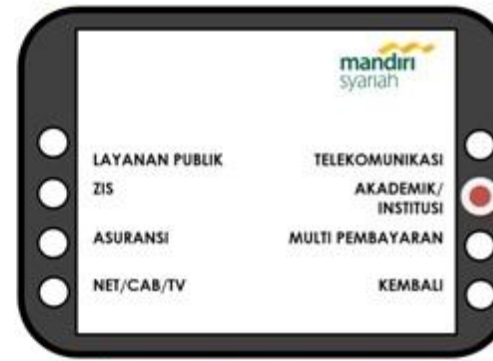 mandiri
syariah
LAYANAN PUBLIK
TELEKOMUNIKASI
ZIS
AKADEMIK/
INSTITUSI
ASURANSI
MULTI PEMBAYARAN
NET/CAB/TV
KEMBALI